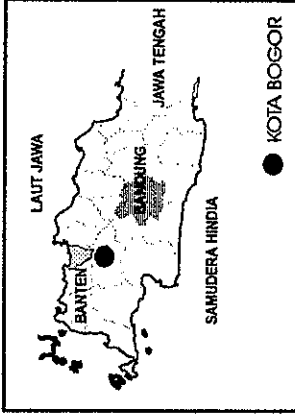 LAUT JAWA
BANTEN
JAWA TENGAH
BANDUNG
SAMUDERA HINDIA
KOTA BOGOR